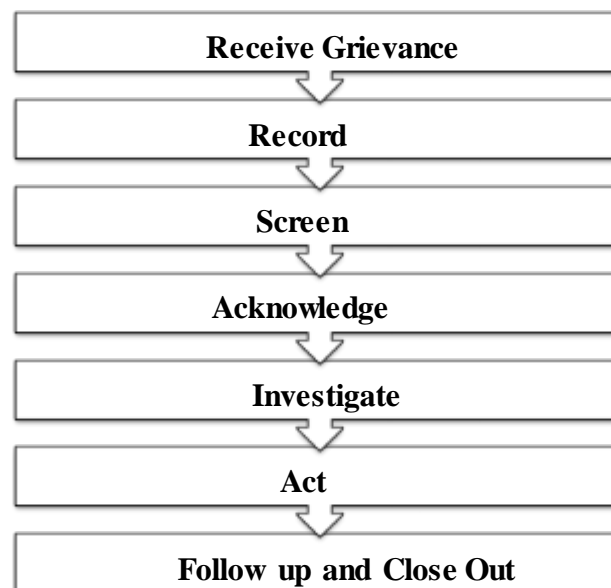 Receive Grievance
Record
Screen
Acknowledge
Investigate
Act
Follow up and Close Out